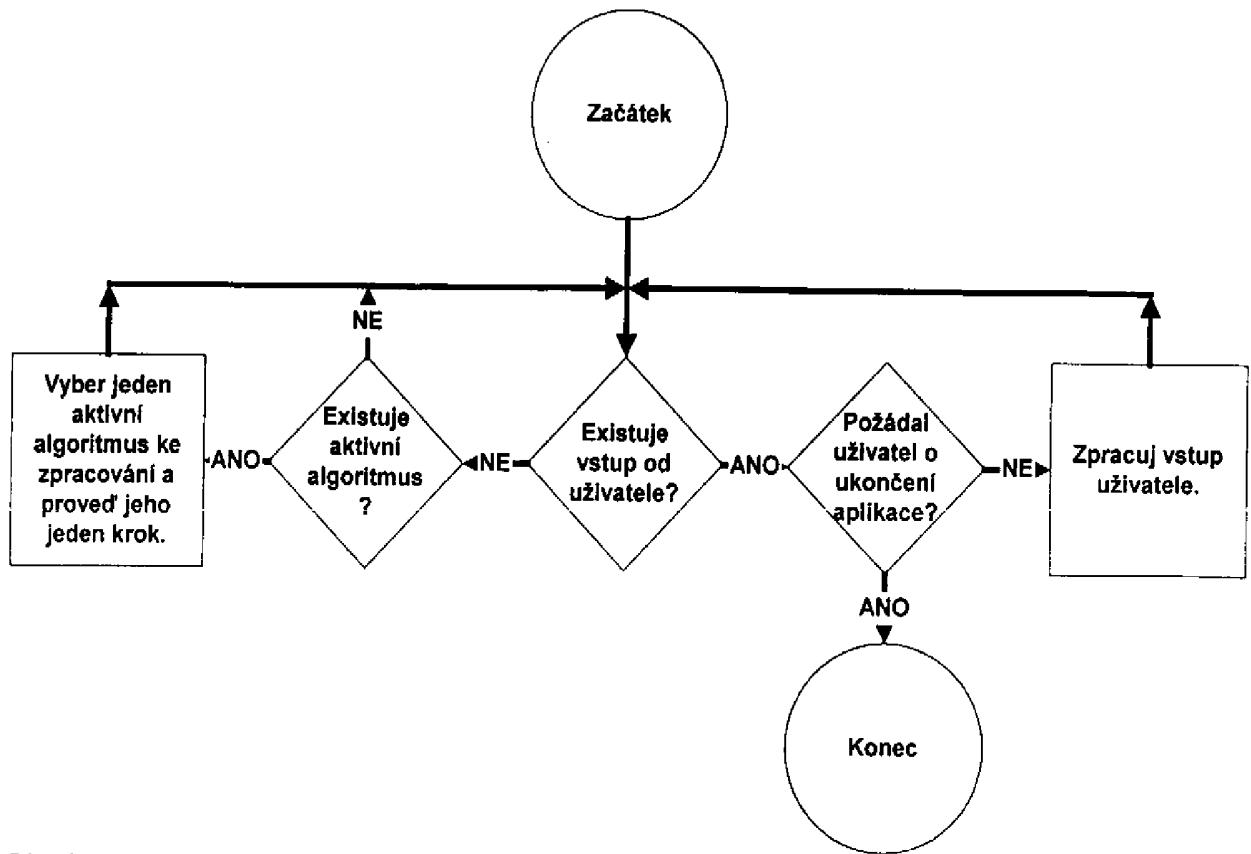 Začátek
NE
Vyber jeden
aktivní
algoritmus ke
zpracování a
proveď jeho
jeden krok.
ANO
Existuje
aktivní
algoritmus
?
NE
Existuje
vstup od
uživatele?
ANO
Požádal
uživatel o
ukončení
aplikace?
NE
Zpracuj vstup
uživatele.
ANO
Konec